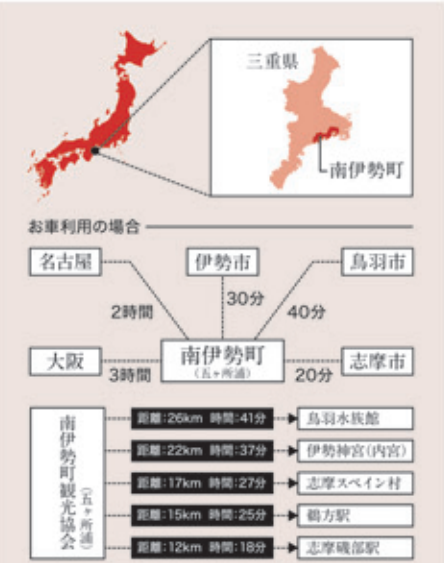 三重県
南伊勢町
お車利用の場合
名古屋
伊勢市
鳥羽市
2時間
30分
40分
大阪
3時間
南伊勢町
(五ヶ所浦)
20分
志摩市
南伊勢町観光協会
(五ヶ所浦)
距離:26km 時間:41分
鳥羽水族館
距離:22km 時間:37分
伊勢神宮(内宮)
距離:17km 時間:27分
志摩スペイン村
距離:15km 時間:25分
鵜方駅
距離:12km 時間:18分
志摩磯部駅